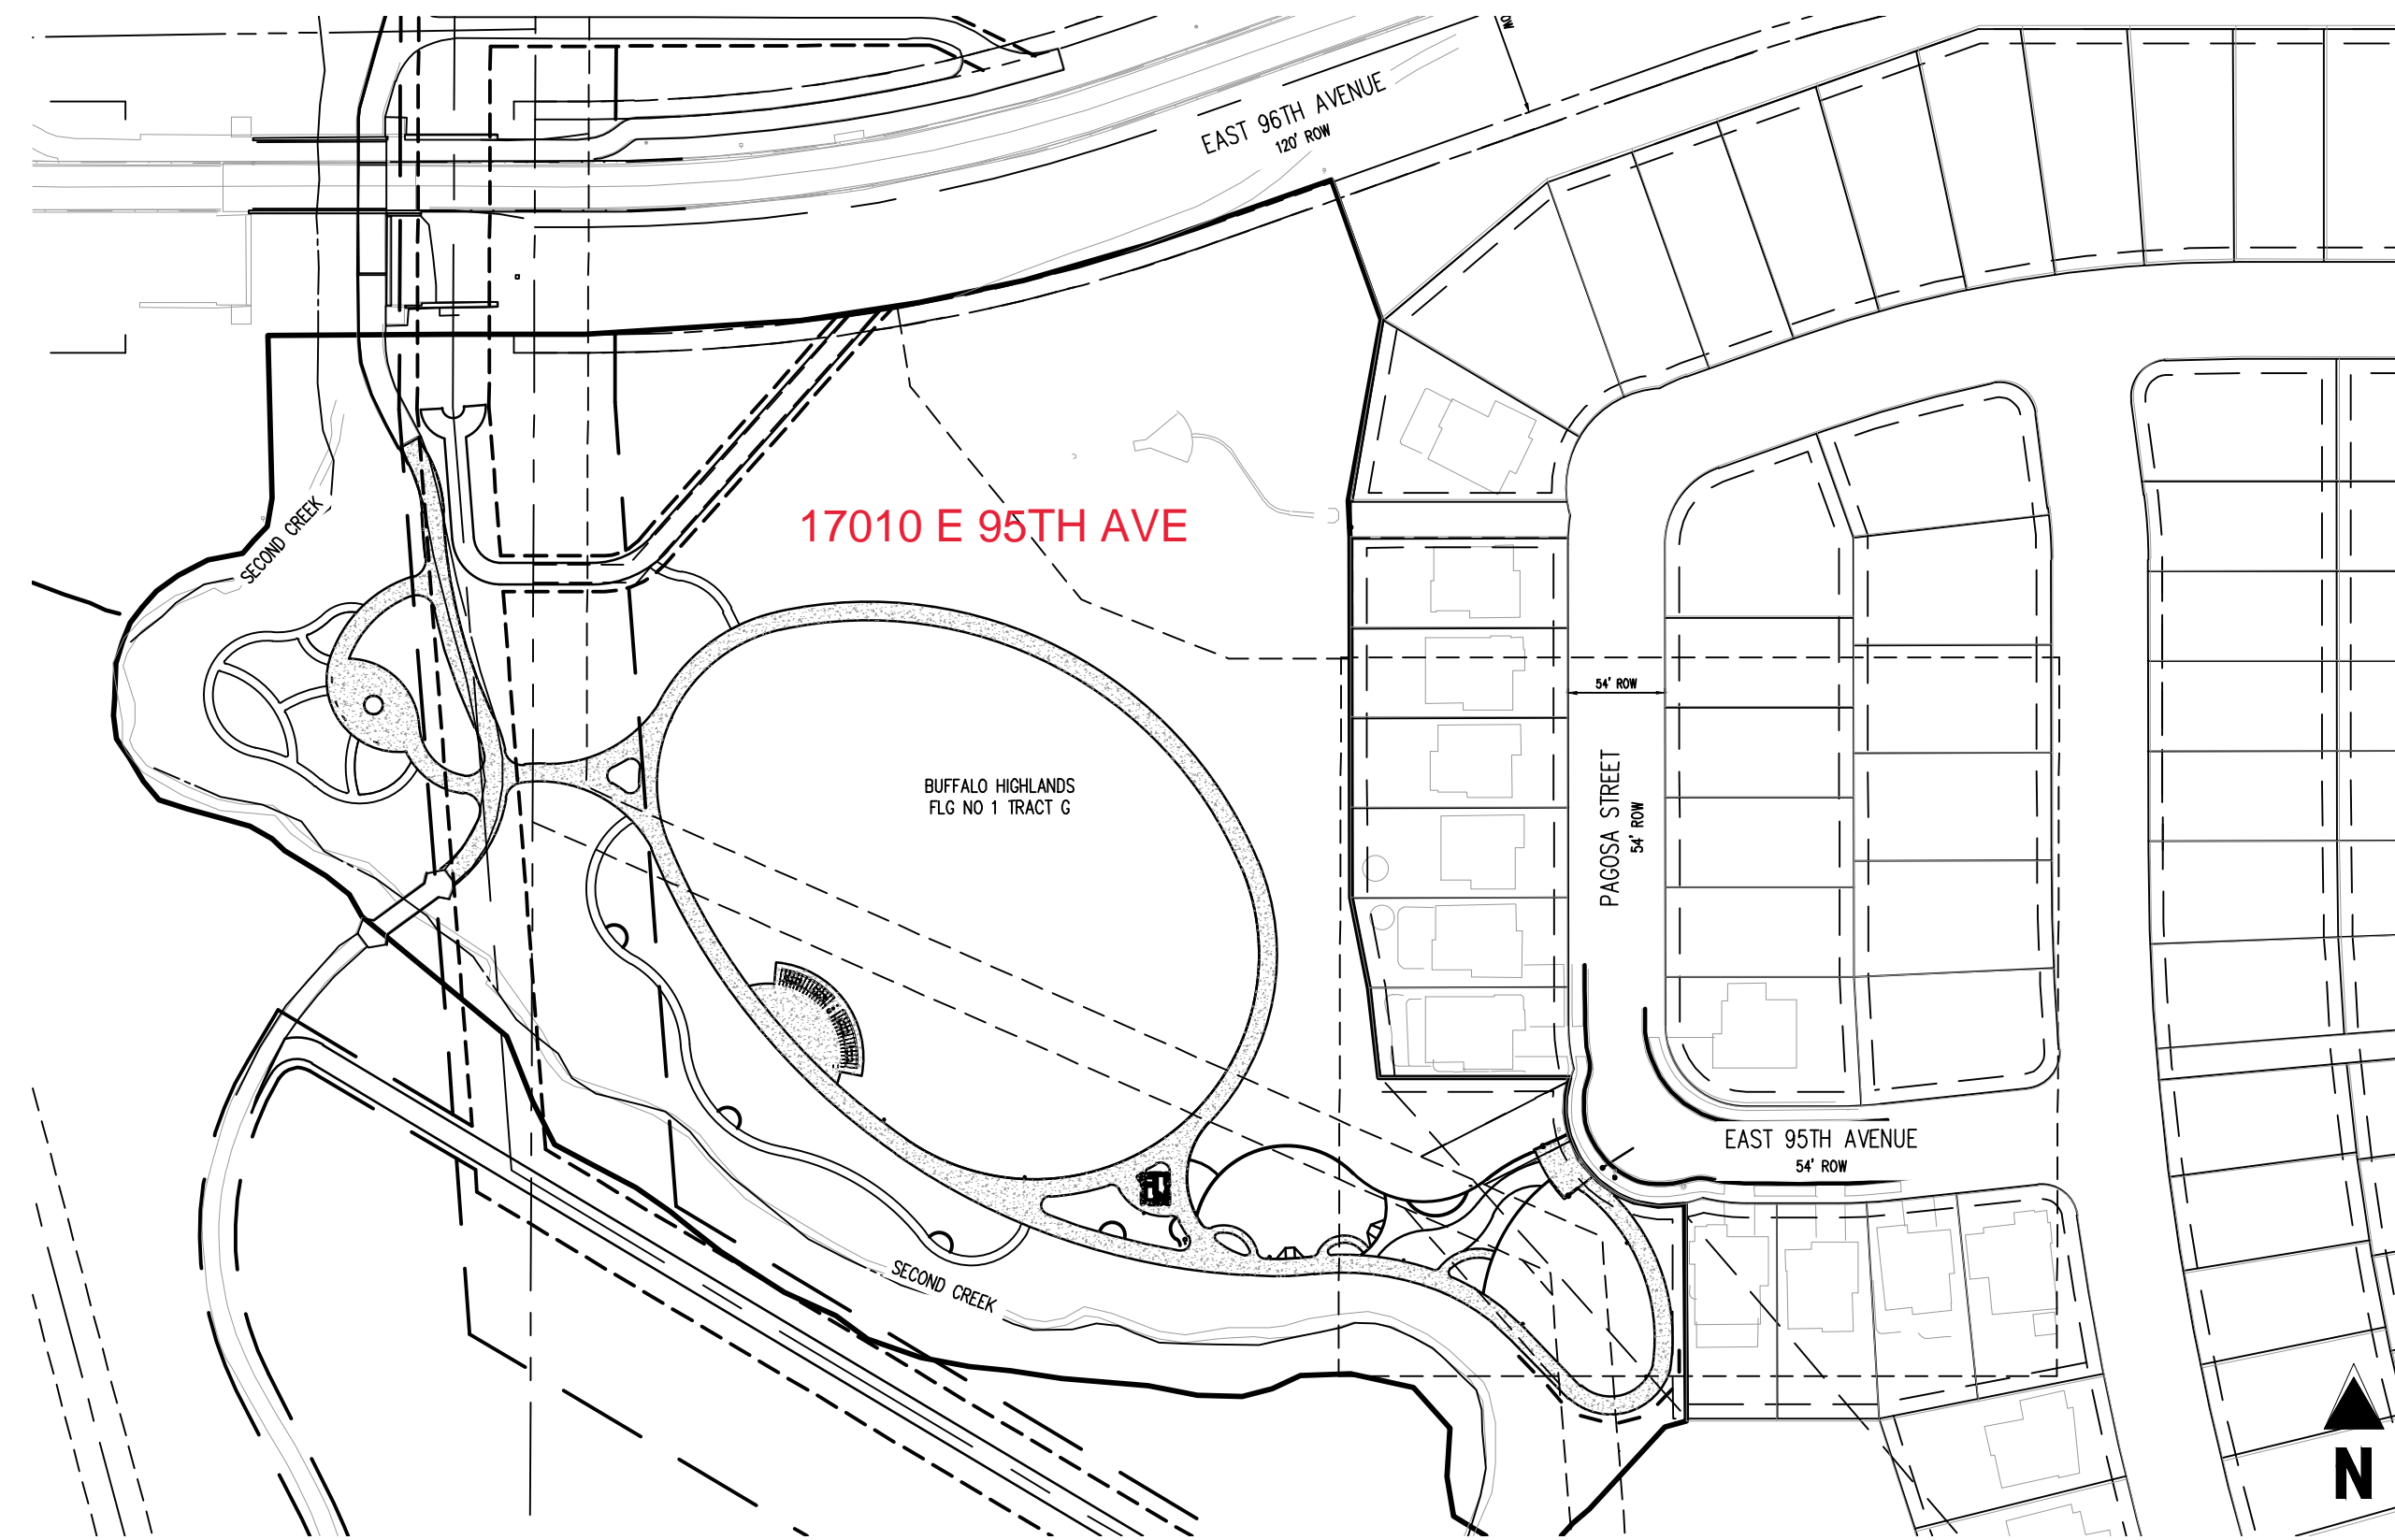 EAST 96TH AVENUE
120' ROW
SECOND CREEK
17010 E 95TH AVE
54' ROW
BUFFALO HIGHLANDS
FLG NO 1 TRACT G
PAGOSA STREET
54' ROW
EAST 95TH AVENUE
54' ROW
SECOND CREEK
N